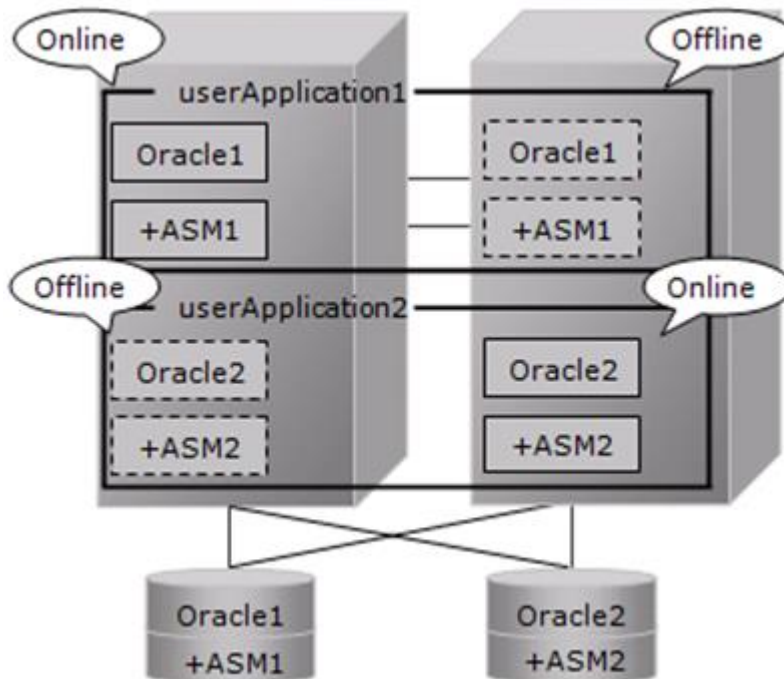 Online
Offline
userApplication1
Oracle1
Oracle1
+ASM1
+ASM1
Offline
Online
userApplication2
Oracle2
Oracle2
+ASM2
+ASM2
Oracle1
Oracle2
+ASM1
+ASM2